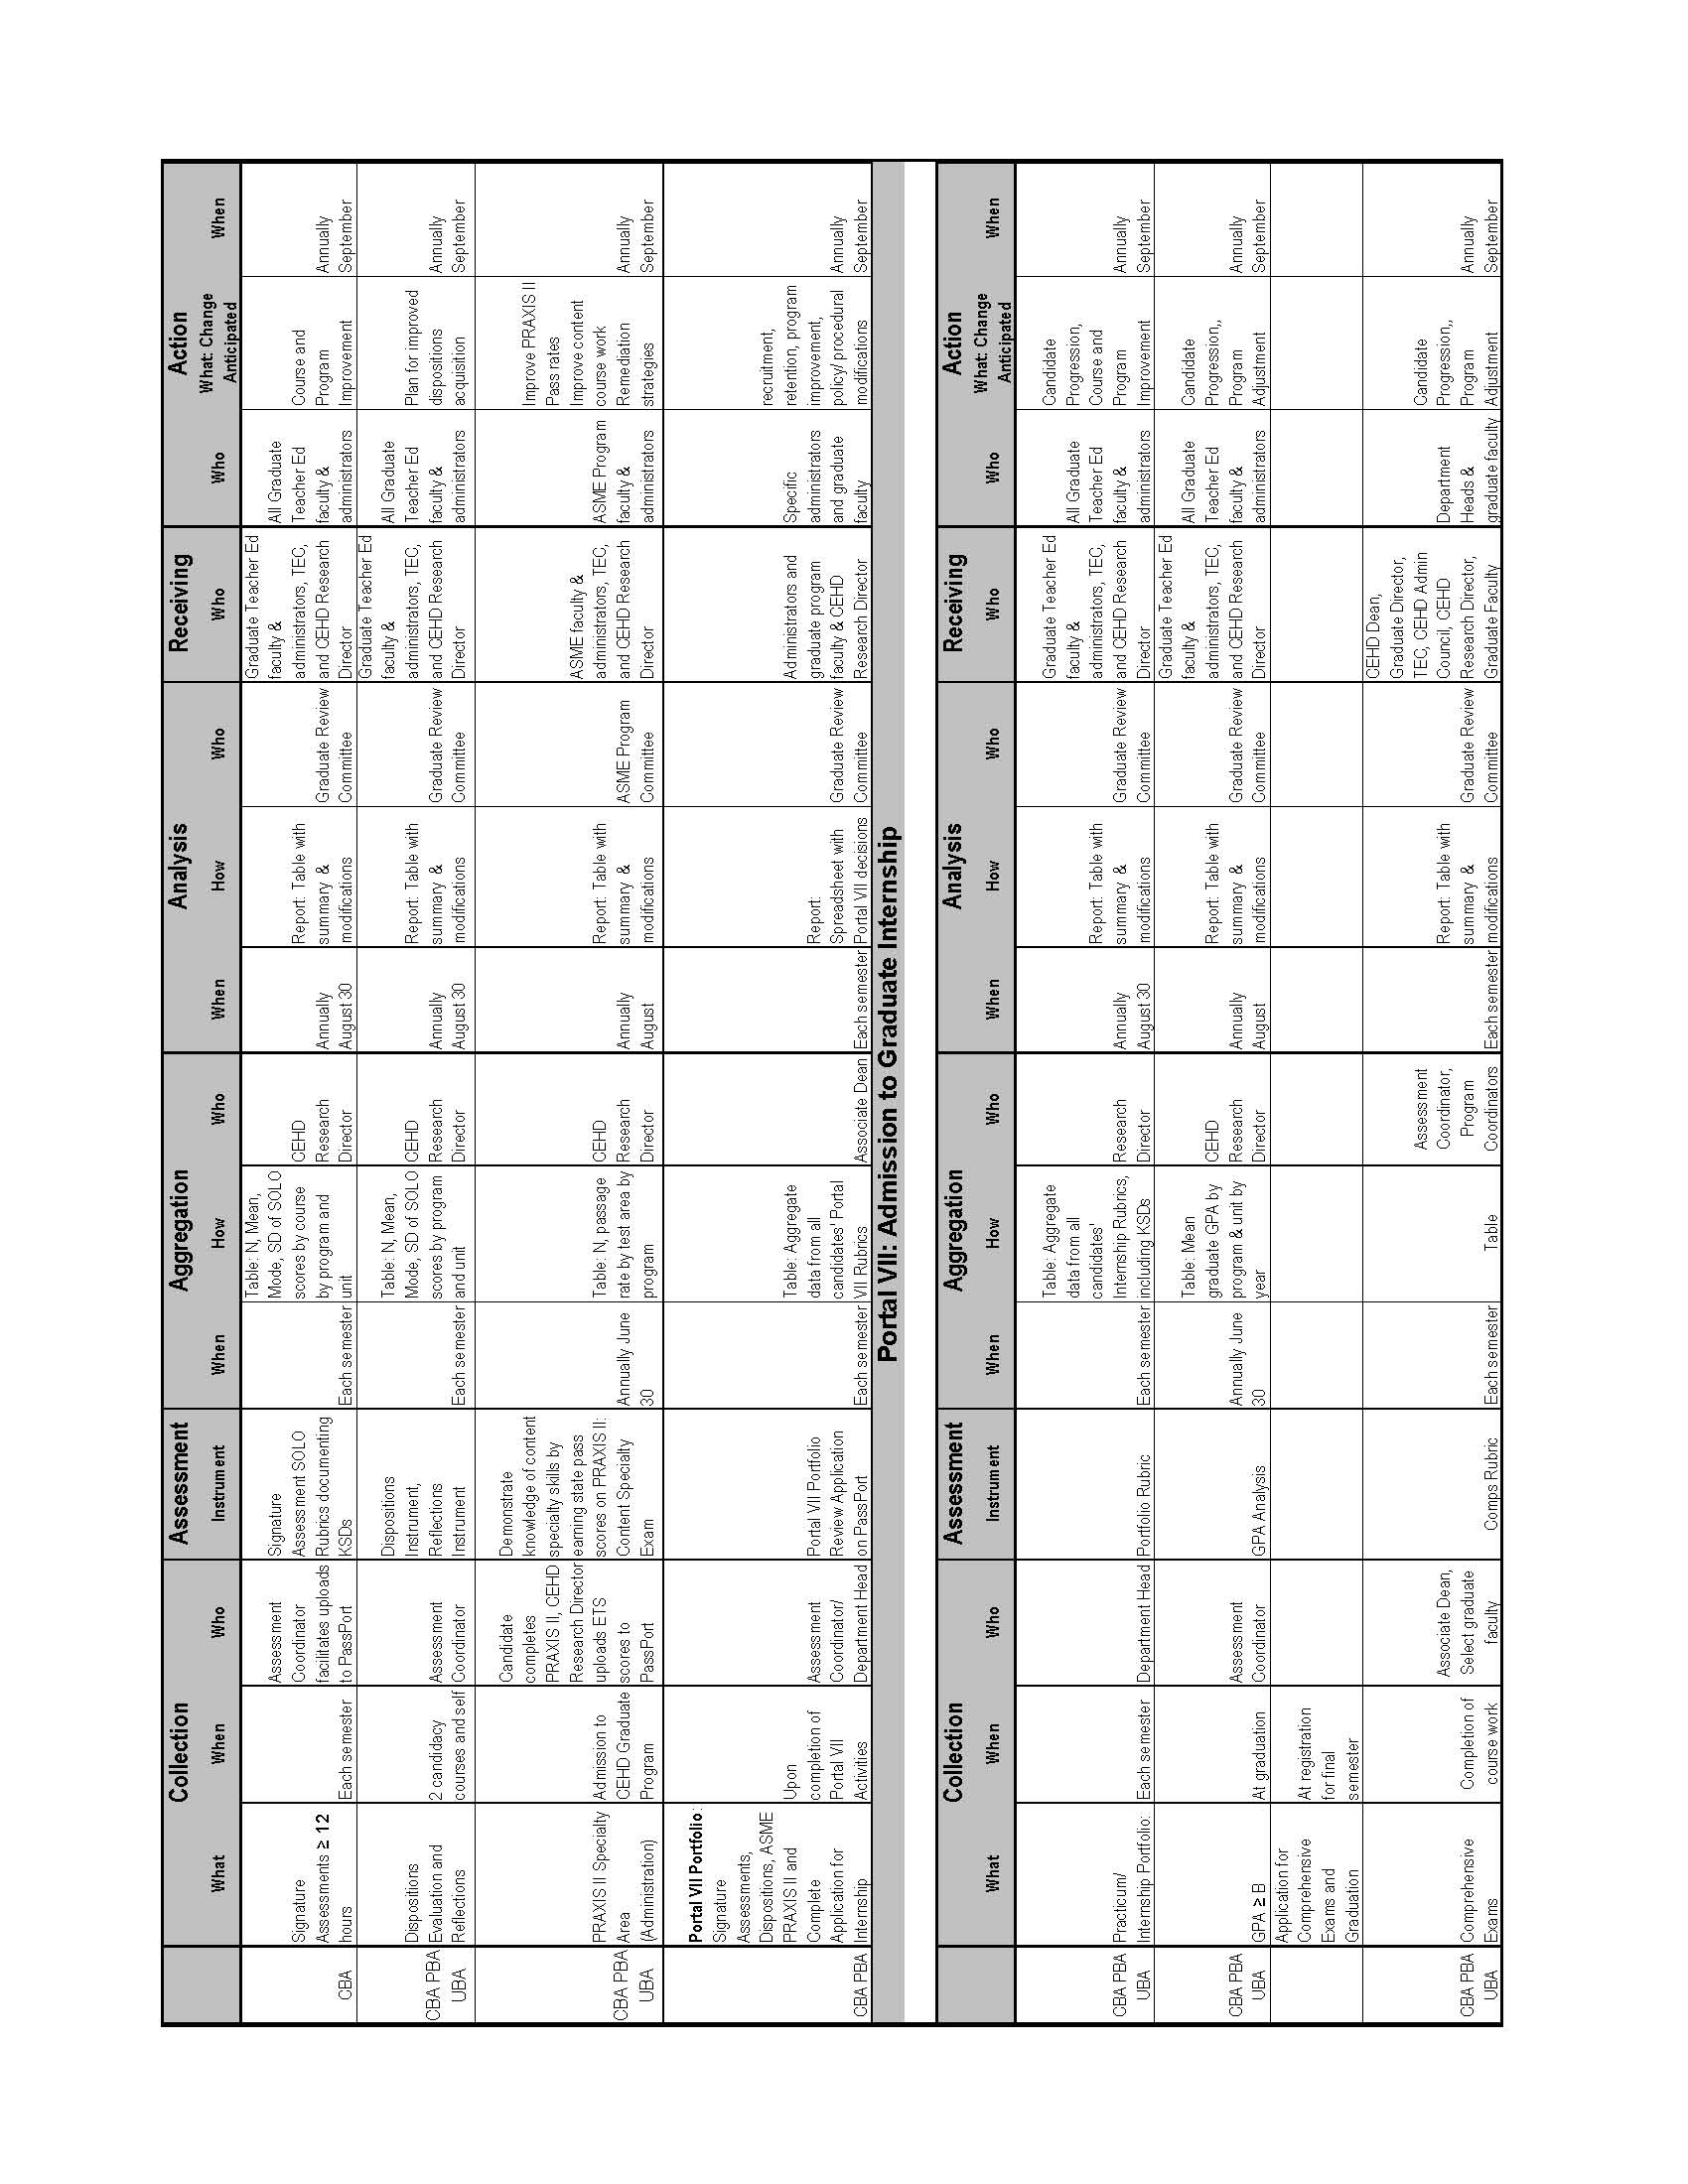 Collection Assessment Aggregation Analysis Receiving Action
What When Who Instrument When How Who When How Who Who Who What: Change Anticipated When
CBA
Signature
Assessments ≥ 12
hours
Each semester
Assessment
Coordinator
facilitates uploads
to PassPort
Signature
Assessment SOLO
Rubrics documenting
KSDs
Each semester
Table: N, Mean,
Mode, SD of SOLO
scores by course
by program and
unit
CEHD
Research
Director
Annually
August 30
Report: Table with
summary &
modifications
Graduate Review
Committee
Graduate Teacher Ed
faculty &
administrators, TEC,
and CEHD Research
Director
All Graduate
Teacher Ed
faculty &
administrators
Course and
Program
Improvement
Annually
September
CBA PBA
UBA
Dispositions
Evaluation and
Reflections
2 candidacy
courses and self
Assessment
Coordinator
Dispositions
Instrument,
Reflections
Instrument
Each semester
Table: N, Mean,
Mode, SD of SOLO
scores by program
and unit
CEHD
Research
Director
Annually
August 30
Report: Table with
summary &
modifications
Graduate Review
Committee
Graduate Teacher Ed
faculty &
administrators, TEC,
and CEHD Research
Director
All Graduate
Teacher Ed
faculty &
administrators
Plan for improved
dispositions
acquisition
Annually
September
CBA PBA
UBA
PRAXIS II Specialty
Area
(Administration)
Admission to
CEHD Graduate
Program
Candidate
completes
PRAXIS II, CEHD
Research Director
uploads ETS
scores to
PassPort
Demonstrate
knowledge of content
specialty skills by
earning state pass
scores on PRAXIS II:
Content Specialty
Exam
Annually June
30
Table: N, passage
rate by test area by
program
CEHD
Research
Director
Annually
August
Report: Table with
summary &
modifications
ASME Program
Committee
ASME faculty &
administrators, TEC,
and CEHD Research
Director
ASME Program
faculty &
administrators
Improve PRAXIS II
Pass rates
Improve content
course work
Remediation
strategies
Annually
September
CBA PBA
Portal VII Portfolio:
Signature
Assessments,
Dispositions, ASME
PRAXIS II and
Complete
Application for
Internship
Upon
completion of
Portal VII
Activities
Assessment
Coordinator/
Department Head
Portal VII Portfolio
Review Application
on PassPort
Each semester
Table: Aggregate
data from all
candidates' Portal
VII Rubrics
Associate Dean
Each semester
Report:
Spreadsheet with
Portal VII decisions
Graduate Review
Committee
Administrators and
graduate program
faculty & CEHD
Research Director
Specific
administrators
and graduate
faculty
recruitment,
retention, program
improvement,
policy/ procedural
modifications
Annually
September
Portal VII: Admission to Graduate Internship
Collection Assessment Aggregation Analysis Receiving Action
What When Who Instrument When How Who When How Who Who Who What: Change Anticipated When
CBA PBA
UBA
Practicum/
Internship Portfolio:
Each semester
Department Head
Portfolio Rubric
Each semester
Table: Aggregate
data from all
candidates'
Internship Rubrics,
including KSDs
Research
Director
Annually
August 30
Report: Table with
summary &
modifications
Graduate Review
Committee
Graduate Teacher Ed
faculty &
administrators, TEC,
and CEHD Research
Director
All Graduate
Teacher Ed
faculty &
administrators
Candidate
Progression,
Course and
Program
Improvement
Annually
September
CBA PBA
UBA
GPA ≥ B
At graduation
Assessment
Coordinator
GPA Analysis
Annually June
30
Table: Mean
graduate GPA by
program & unit by
year
CEHD
Research
Director
Annually
August
Report: Table with
summary &
modifications
Graduate Review
Committee
Graduate Teacher Ed
faculty &
administrators, TEC,
and CEHD Research
Director
All Graduate
Teacher Ed
faculty &
administrators
Candidate
Progression,,
Program
Adjustment
Annually
September
Application for
Comprehensive
Exams and
Graduation
At registration
for final
semester
CBA PBA
UBA
Comprehensive
Exams
Completion of
course work
Associate Dean,
Select graduate
faculty
Comps Rubric
Each semester
Table
Assessment
Coordinator,
Program
Coordinators
Each semester
Report: Table with
summary &
modifications
Graduate Review
Committee
CEHD Dean,
Graduate Director,
TEC, CEHD Admin
Council, CEHD
Research Director,
Graduate Faculty
Department
Heads &
graduate faculty
Candidate
Progression,,
Program
Adjustment
Annually
September